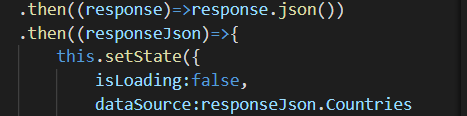 .then((response)=>response.json())
.then((responseJson)=>{
this.setState({
isLoading:false,
dataSource:responseJson.Countries